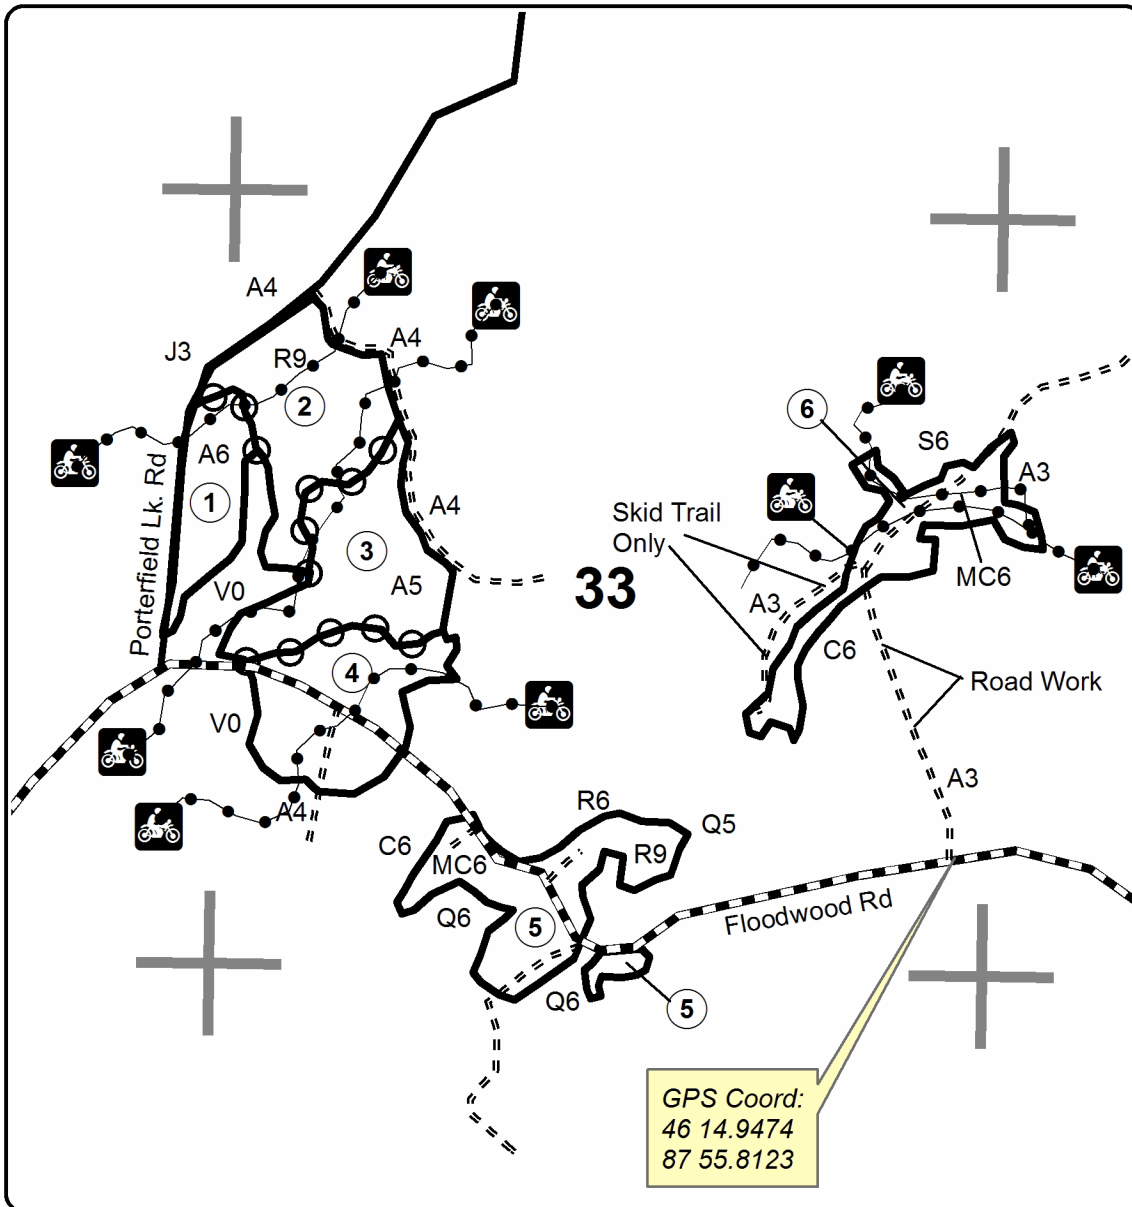 A4
A4
J3
R9
2
6
S6
A6
A3
1
A4
Skid Trail
Only
3
33
MC6
V0
A5
A3
Porterfield Lk. Rd
C6
4
Road Work
V0
A3
A4
R6
Q5
C6
R9
MC6
Q6
5
Floodwood Rd
Q6
5
GPS Coord:
46 14.9474
87 55.8123